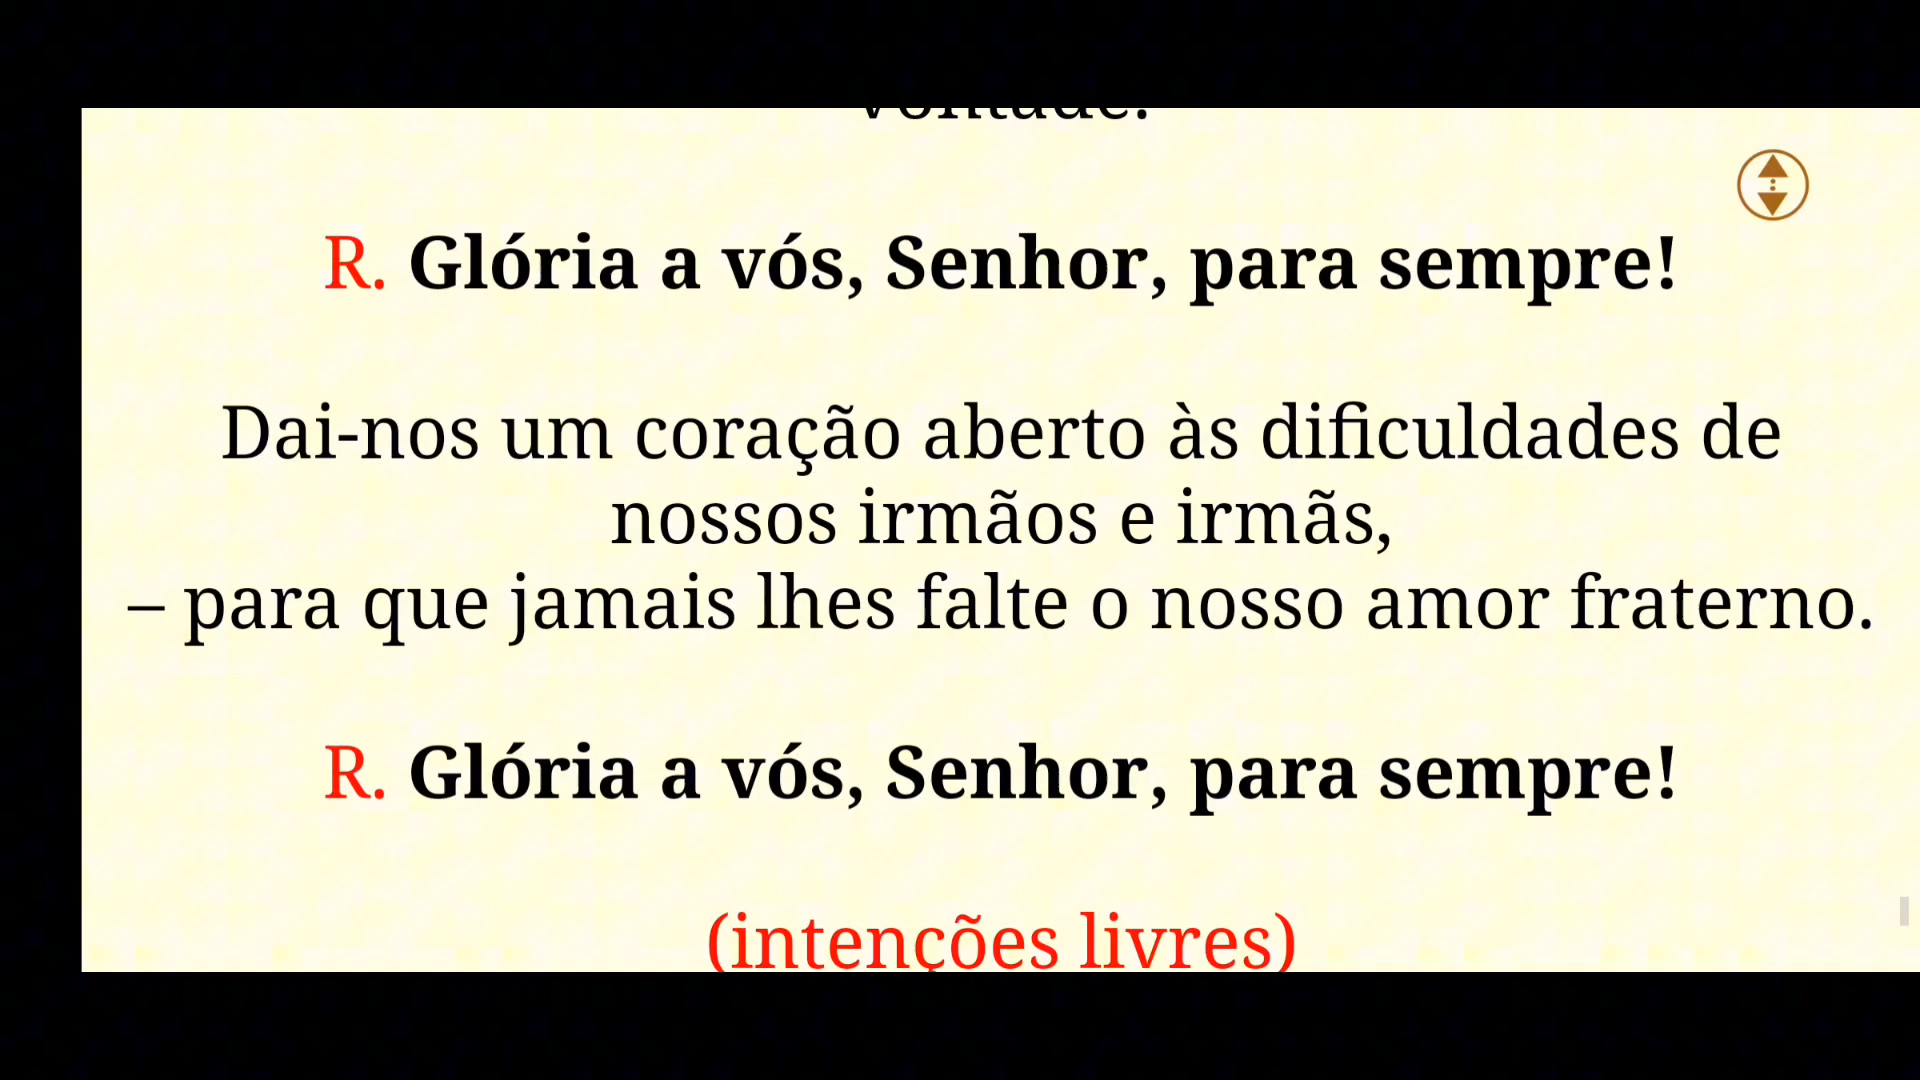 vontade.
R. Glória a vós, Senhor, para sempre!
Dai-nos um coração aberto às dificuldades de
nossos irmãos e irmãs,
– para que jamais lhes falte o nosso amor fraterno.
R. Glória a vós, Senhor, para sempre!
(intenções livres)